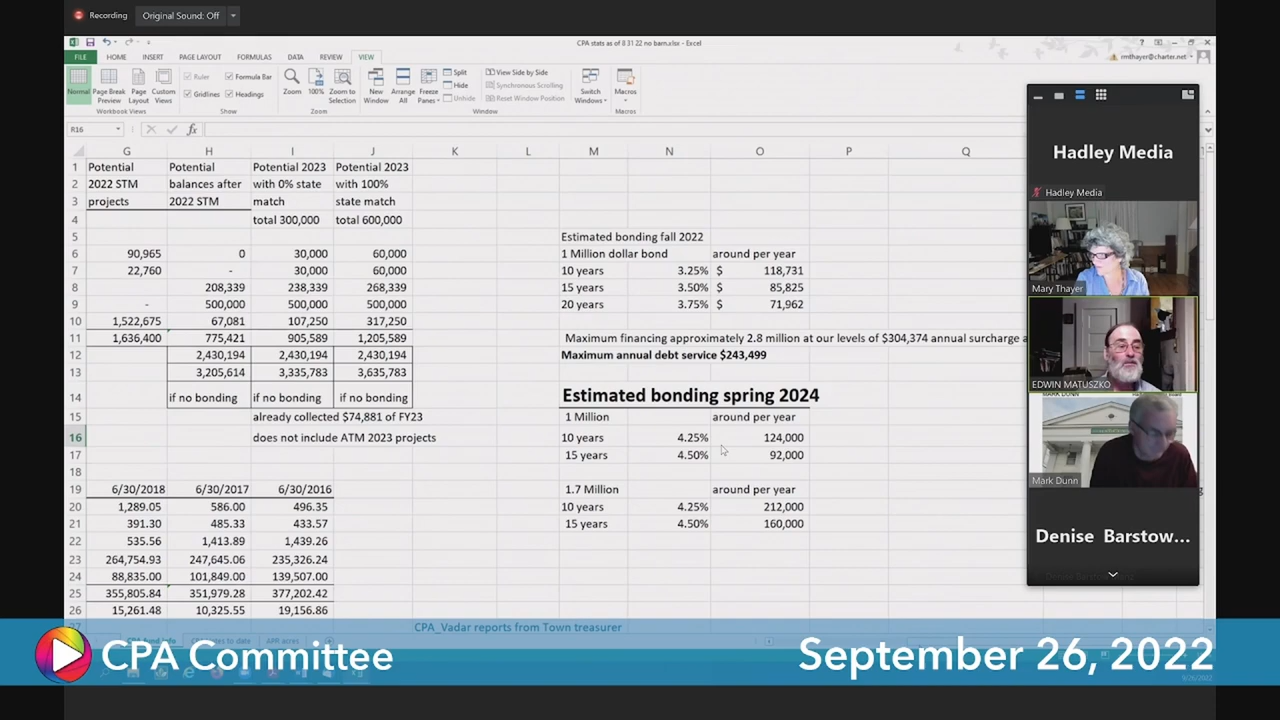 Recording
Original Sound: Off
CPA stats as of 8 31 22 no barn.xlsx - Excel
FILE HOME INSERT PAGE LAYOUT FORMULAS DATA REVIEW VIEW
rmthayer@charter.net
Normal Page Break Preview Page Layout Custom Views
Ruler Formula Bar
Gridlines Headings
Zoom 100% Zoom to Selection
New Window Arrange All Freeze Panes
Split
Hide
Unhide
View Side by Side
Synchronous Scrolling
Reset Window Position
Switch Windows
Macros
Workbook Views Show Zoom Window Macros
R16 fx
G H I J K L M N O P Q
1 Potential Potential Potential 2023 Potential 2023
2 2022 STM balances after with 0% state with 100%
3 projects 2022 STM match state match
4 total 300,000 total 600,000
5 Estimated bonding fall 2022
6 90,965 0 30,000 60,000 1 Million dollar bond around per year
7 22,760 - 30,000 60,000 10 years 3.25% $ 118,731
8 208,339 238,339 268,339 15 years 3.50% $ 85,825
9 - 500,000 500,000 500,000 20 years 3.75% $ 71,962
10 1,522,675 67,081 107,250 317,250
11 1,636,400 775,421 905,589 1,205,589 Maximum financing approximately 2.8 million at our levels of $304,374 annual surcharge a
12 2,430,194 2,430,194 2,430,194 Maximum annual debt service $243,499
13 3,205,614 3,335,783 3,635,783
14 if no bonding if no bonding if no bonding Estimated bonding spring 2024
15 already collected $74,881 of FY23 1 Million around per year
16 does not include ATM 2023 projects 10 years 4.25% 124,000
17 15 years 4.50% 92,000
18
19 6/30/2018 6/30/2017 6/30/2016 1.7 Million around per year
20 1,289.05 586.00 496.35 10 years 4.25% 212,000
21 391.30 485.33 433.57 15 years 4.50% 160,000
22 535.56 1,413.89 1,439.26
23 264,754.93 247,645.06 235,326.24
24 88,835.00 101,849.00 139,507.00
25 355,805.84 351,979.28 377,202.42
26 15,261.48 10,325.55 19,156.86
CPA_Vadar reports from Town treasurer
Hadley Media
Hadley Media
Mary Thayer
EDWIN MATUSZKO
Mark Dunn
Denise Barstow...
CPA Committee
September 26, 2022